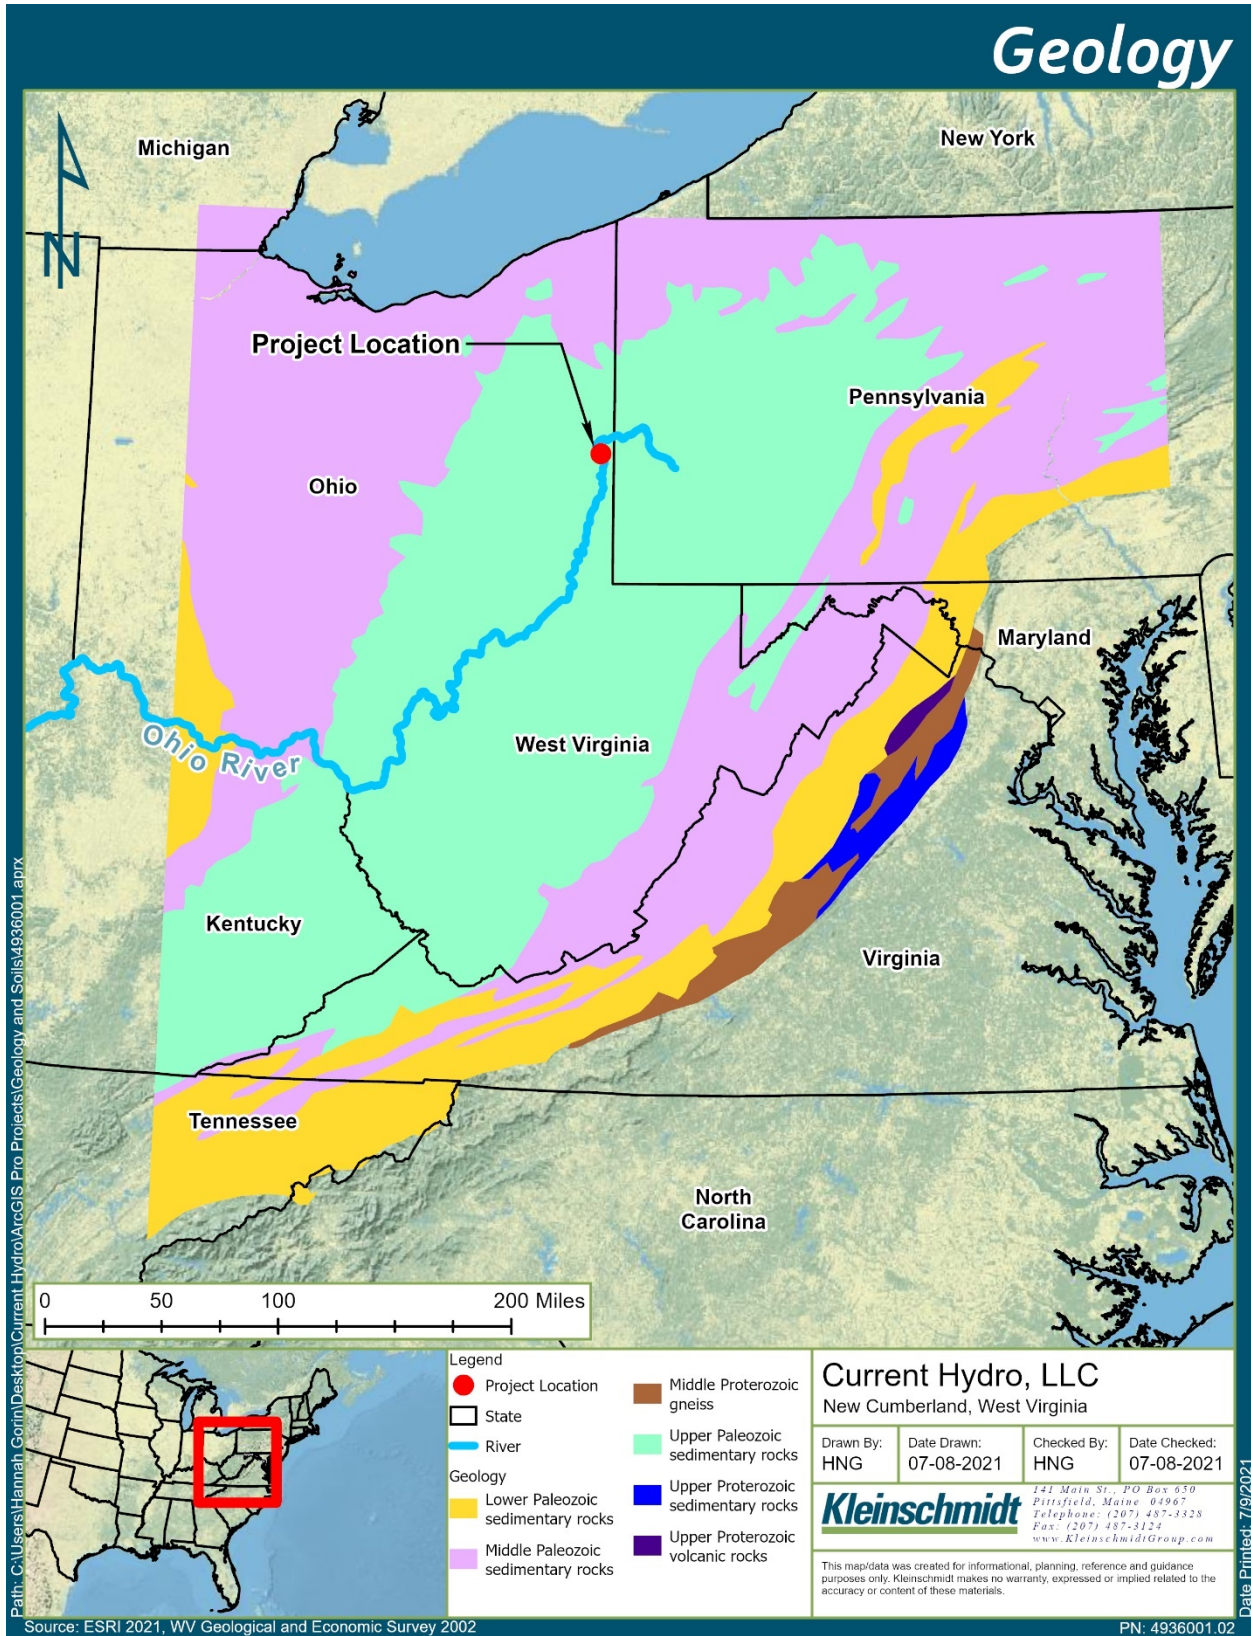 Geology
Michigan
New York
Project Location
Pennsylvania
Ohio
Maryland
Ohio River
West Virginia
Kentucky
Virginia
Tennessee
North
Carolina
0 50 100 200 Miles
Legend
Project Location
State
River
Geology
Lower Paleozoic
sedimentary rocks
Middle Paleozoic
sedimentary rocks
Middle Proterozoic
gneiss
Upper Paleozoic
sedimentary rocks
Upper Proterozoic
sedimentary rocks
Upper Proterozoic
volcanic rocks
Current Hydro, LLC
New Cumberland, West Virginia
Drawn By:
HNG
Date Drawn:
07-08-2021
Checked By:
HNG
Date Checked:
07-08-2021
Kleinschmidt
141 Main St., PO Box 650
Pittsfield, Maine 04967
Telephone: (207) 487-3328
Fax: (207) 487-3124
www.KleinschmidtGroup.com
This map/data was created for informational, planning, reference and guidance
purposes only. Kleinschmidt makes no warranty, expressed or implied related to the
accuracy or content of these materials.
Path: C:\Users\Hannah Gorin\Desktop\Current Hydro\ArcGIS Pro Projects\Geology and Soils\4936001.aprx
Date Printed: 7/9/2021
Source: ESRI 2021, WV Geological and Economic Survey 2002
PN: 4936001.02
N